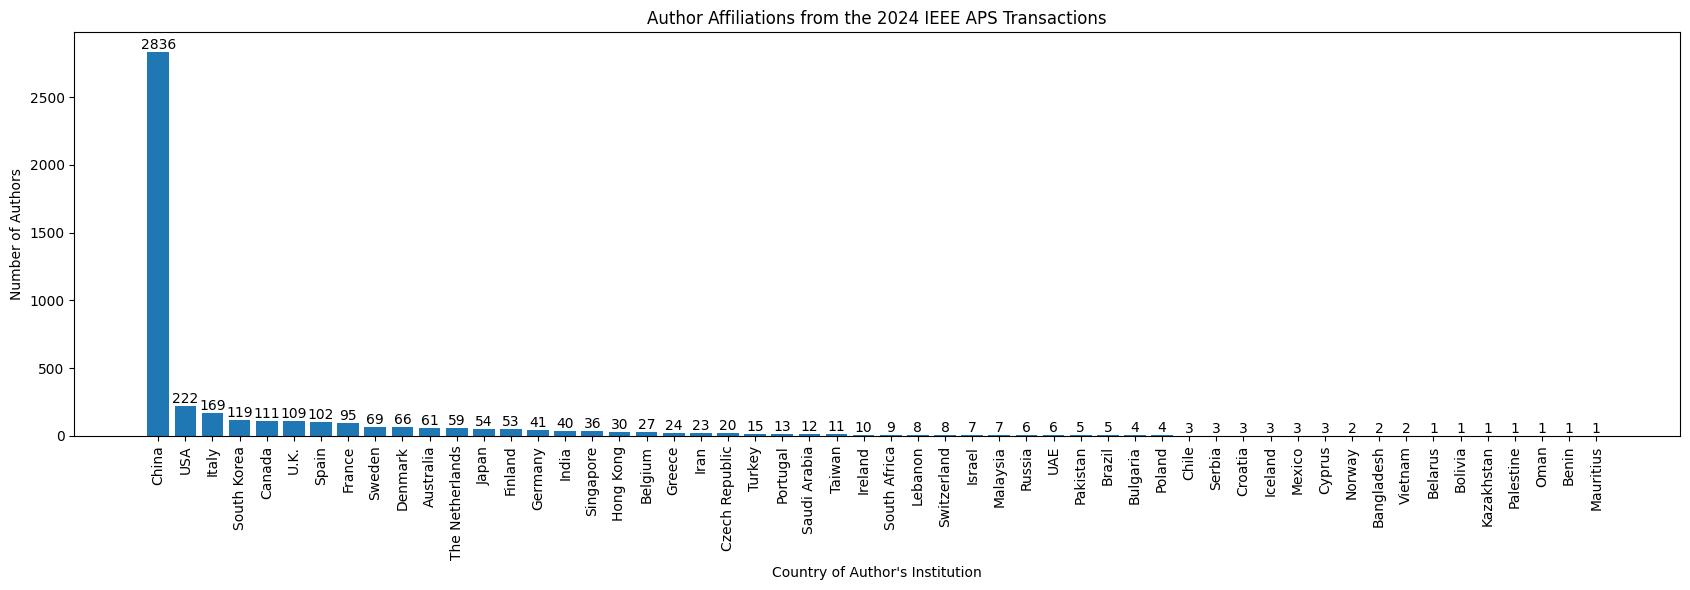 Author Affiliations from the 2024 IEEE APS Transactions
Number of Authors
2500
2000
1500
1000
500
0
2836
222
169
119
111
109
102
95
69
66
61
59
54
53
41
40
36
30
27
24
23
20
15
13
12
11
10
9
8
8
7
7
6
6
5
5
4
4
3
3
3
3
3
3
2
2
2
1
1
1
1
1
1
1
China
USA
Italy
South Korea
Canada
U.K.
Spain
France
Sweden
Denmark
Australia
The Netherlands
Japan
Finland
Germany
India
Singapore
Hong Kong
Belgium
Greece
Iran
Czech Republic
Turkey
Portugal
Saudi Arabia
Taiwan
Ireland
South Africa
Lebanon
Switzerland
Israel
Malaysia
Russia
UAE
Pakistan
Brazil
Bulgaria
Poland
Chile
Serbia
Croatia
Iceland
Mexico
Cyprus
Norway
Bangladesh
Vietnam
Belarus
Bolivia
Kazakhstan
Palestine
Oman
Benin
Mauritius
Country of Author's Institution